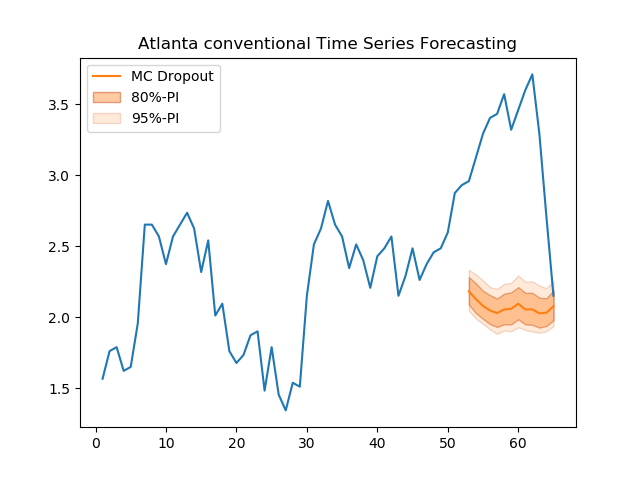 Atlanta conventional Time Series Forecasting
MC Dropout
80%-PI
95%-PI
3.5
3.0
2.5
2.0
1.5
0 10 20 30 40 50 60